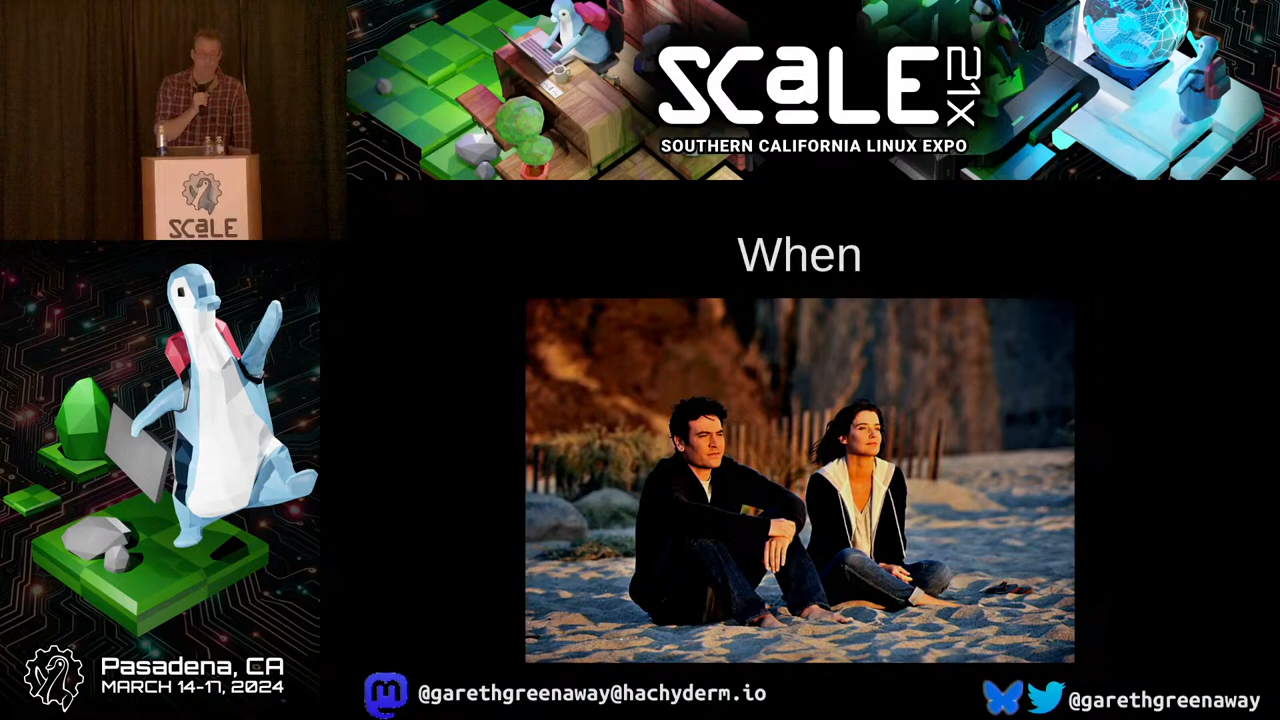 SCaLE 21X
SOUTHERN CALIFORNIA LINUX EXPO
SCaLE
When
Pasadena, CA
MARCH 14-17, 2024
@garethgreenaway@hachyderm.io
@garethgreenaway